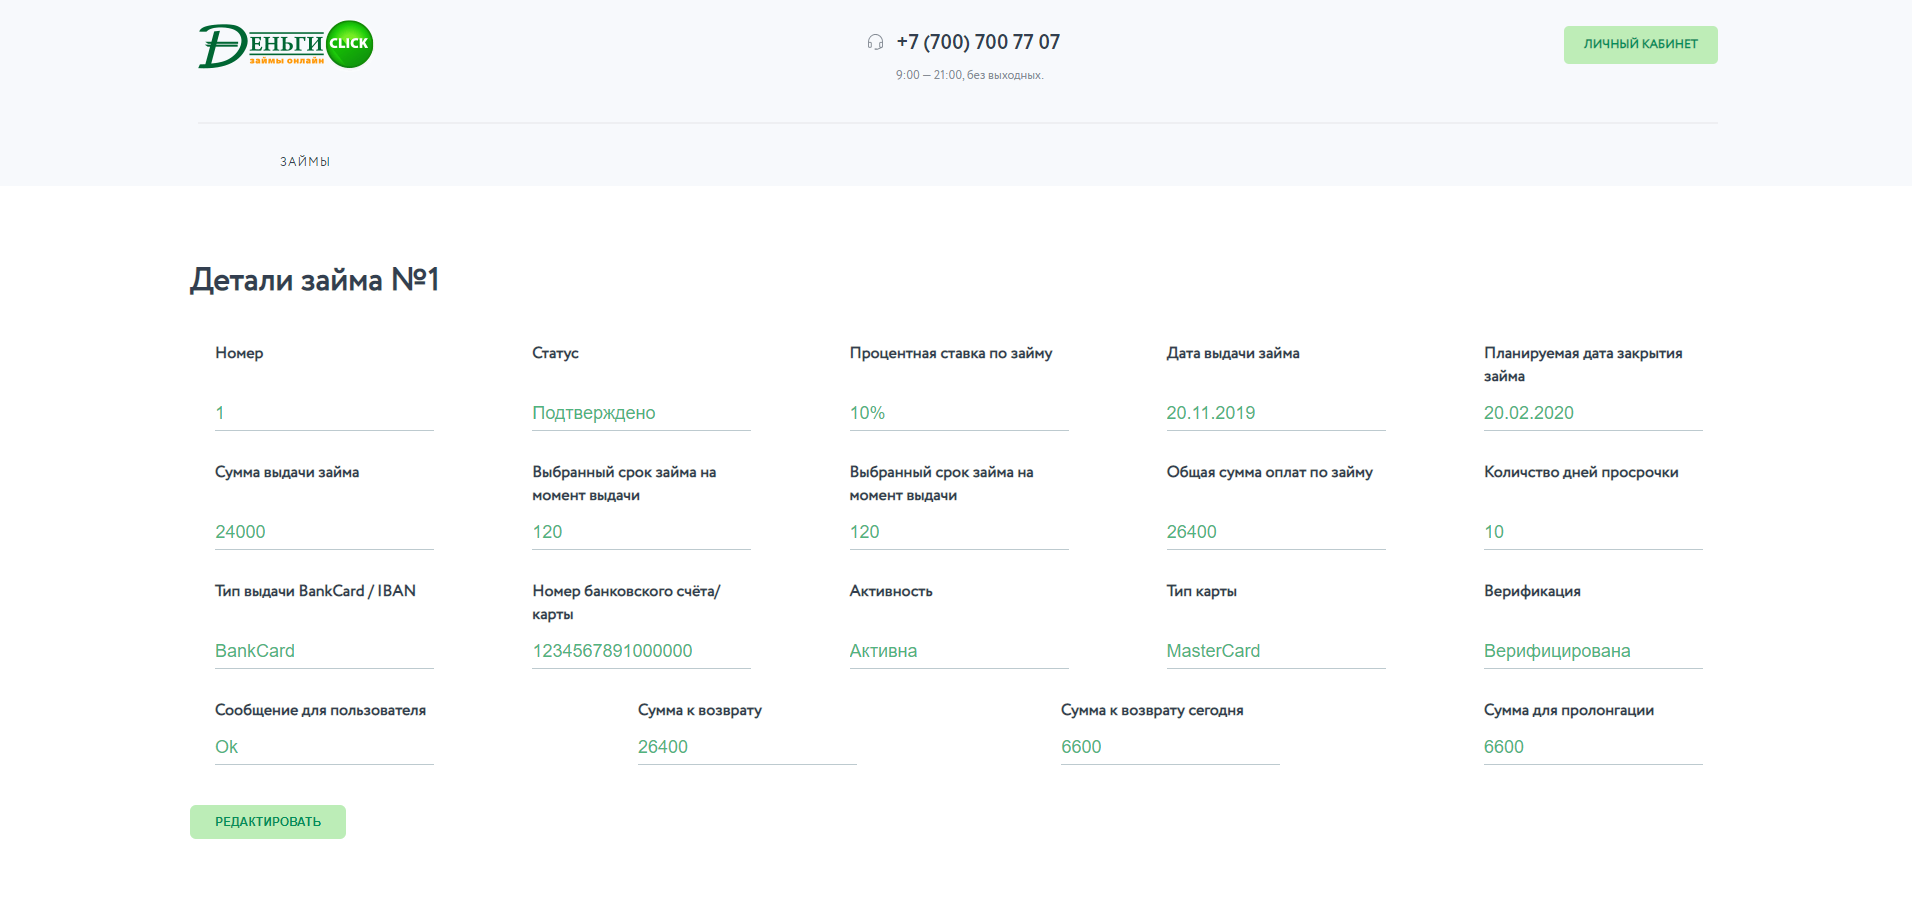 Деньги CLICK
займы онлайн
+7 (700) 700 77 07
9:00 — 21:00, без выходных.
ЛИЧНЫЙ КАБИНЕТ
ЗАЙМЫ
Детали займа №1
Номер
1
Статус
Подтверждено
Процентная ставка по займу
10%
Дата выдачи займа
20.11.2019
Планируемая дата закрытия
займа
20.02.2020
Сумма выдачи займа
24000
Выбранный срок займа на
момент выдачи
120
Выбранный срок займа на
момент выдачи
120
Общая сумма оплат по займу
26400
Количство дней просрочки
10
Тип выдачи BankCard / IBAN
BankCard
Номер банковского счёта/
карты
1234567891000000
Активность
Активна
Тип карты
MasterCard
Верификация
Верифицирована
Сообщение для пользователя
Ok
Сумма к возврату
26400
Сумма к возврату сегодня
6600
Сумма для пролонгации
6600
РЕДАКТИРОВАТЬ